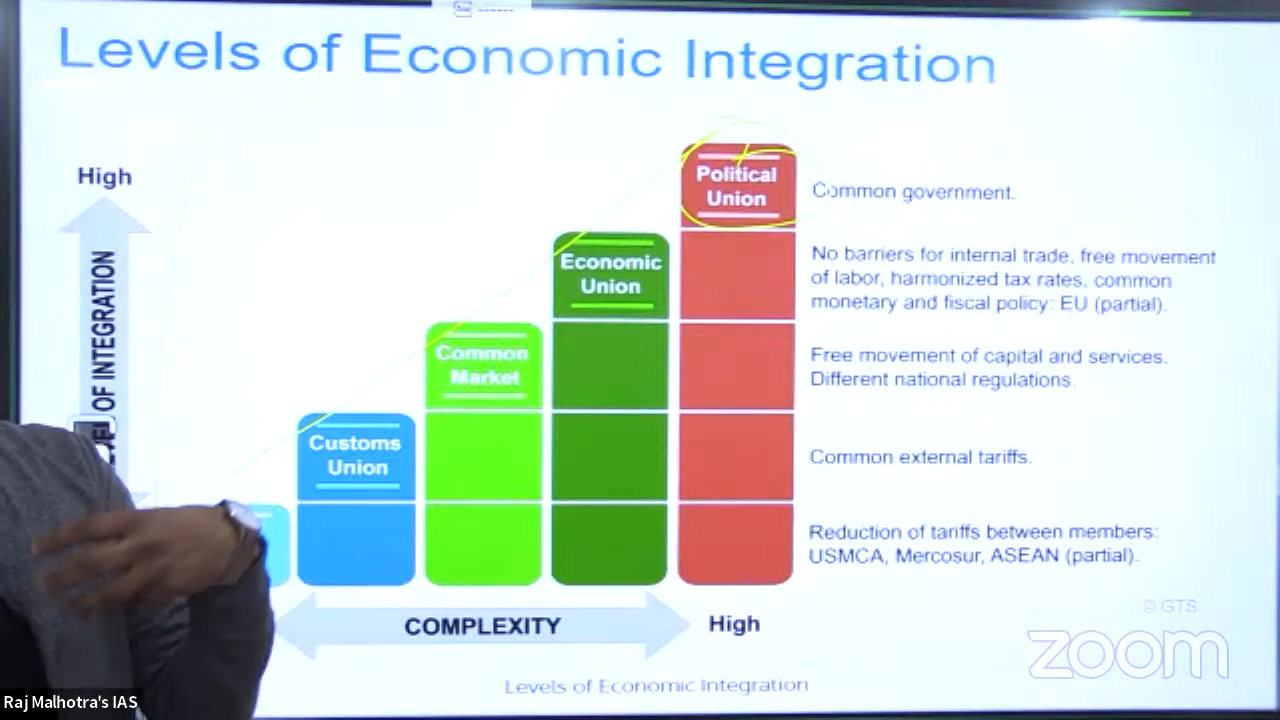 Levels of Economic Integration
High
OF INTEGRATION
Political
Union
Common government.
Economic
Union
No barriers for internal trade, free movement
of labor, harmonized tax rates, common
monetary and fiscal policy: EU (partial).
Common
Market
Free movement of capital and services.
Different national regulations.
Customs
Union
Common external tariffs.
Reduction of tariffs between members:
USMCA, Mercosur, ASEAN (partial).
COMPLEXITY
High
© GTS
zoom
Levels of Economic Integration
Raj Malhotra's IAS